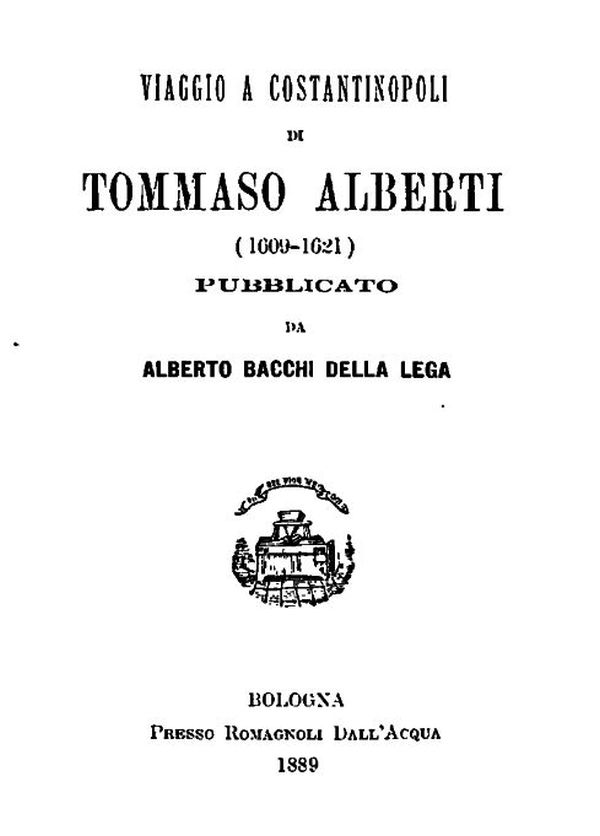 VIAGGIO A COSTANTINOPOLI
DI
TOMMASO ALBERTI
(1609-1621)
PUBBLICATO
DA
ALBERTO BACCHI DELLA LEGA
BOLOGNA
PRESSO ROMAGNOLI DALL'ACQUA
1889